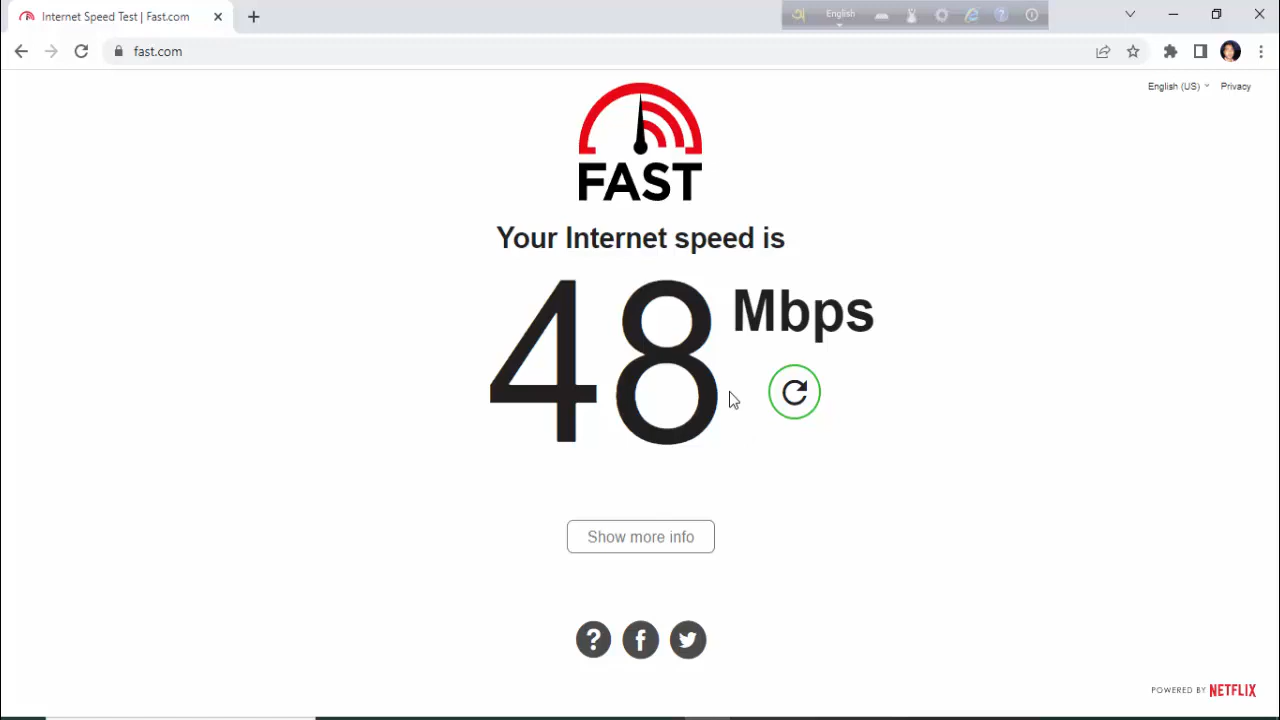 Internet Speed Test | Fast.com
English
fast.com
English (US)
Privacy
FAST
Your Internet speed is
48 Mbps
Show more info
POWERED BY NETFLIX